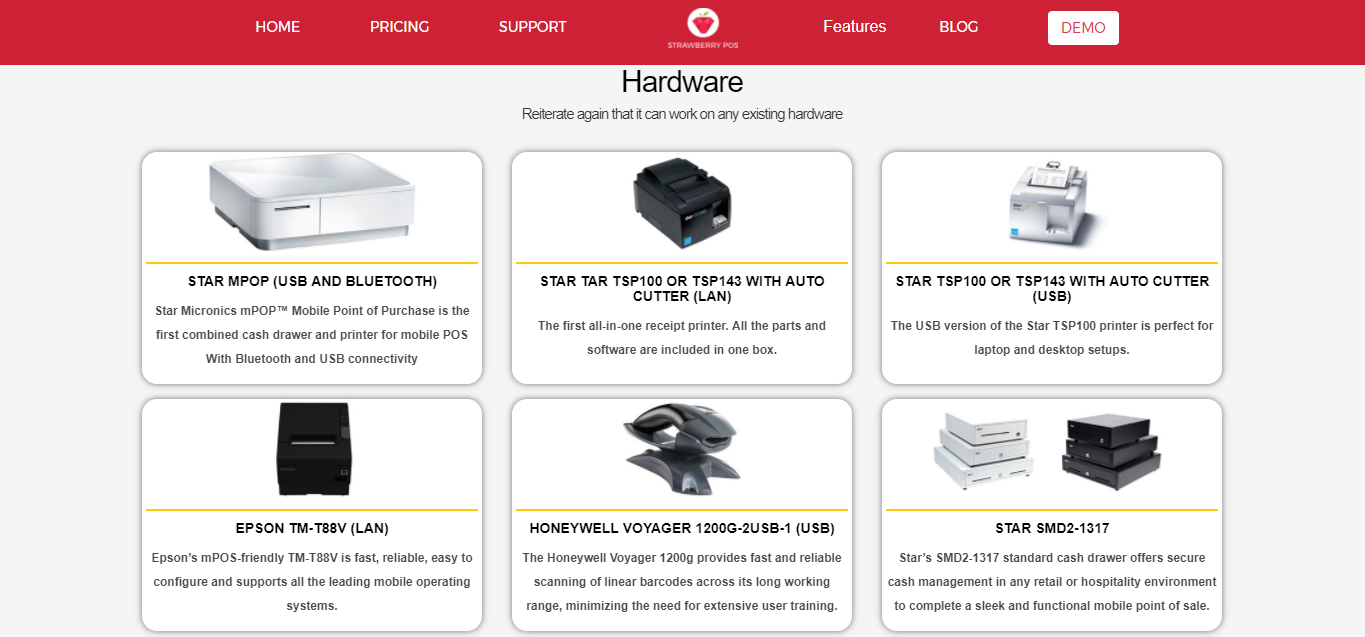 HOME PRICING SUPPORT STRAWBERRY POS Features BLOG DEMO
Hardware
Reiterate again that it can work on any existing hardware
STAR MPOP (USB AND BLUETOOTH)
Star Micronics mPOP™ Mobile Point of Purchase is the
first combined cash drawer and printer for mobile POS
With Bluetooth and USB connectivity
STAR TAR TSP100 OR TSP143 WITH AUTO
CUTTER (LAN)
The first all-in-one receipt printer. All the parts and
software are included in one box.
STAR TSP100 OR TSP143 WITH AUTO CUTTER
(USB)
The USB version of the Star TSP100 printer is perfect for
laptop and desktop setups.
EPSON TM-T88V (LAN)
Epson’s mPOS-friendly TM-T88V is fast, reliable, easy to
configure and supports all the leading mobile operating
systems.
HONEYWELL VOYAGER 1200G-2USB-1 (USB)
The Honeywell Voyager 1200g provides fast and reliable
scanning of linear barcodes across its long working
range, minimizing the need for extensive user training.
STAR SMD2-1317
Star’s SMD2-1317 standard cash drawer offers secure
cash management in any retail or hospitality environment
to complete a sleek and functional mobile point of sale.